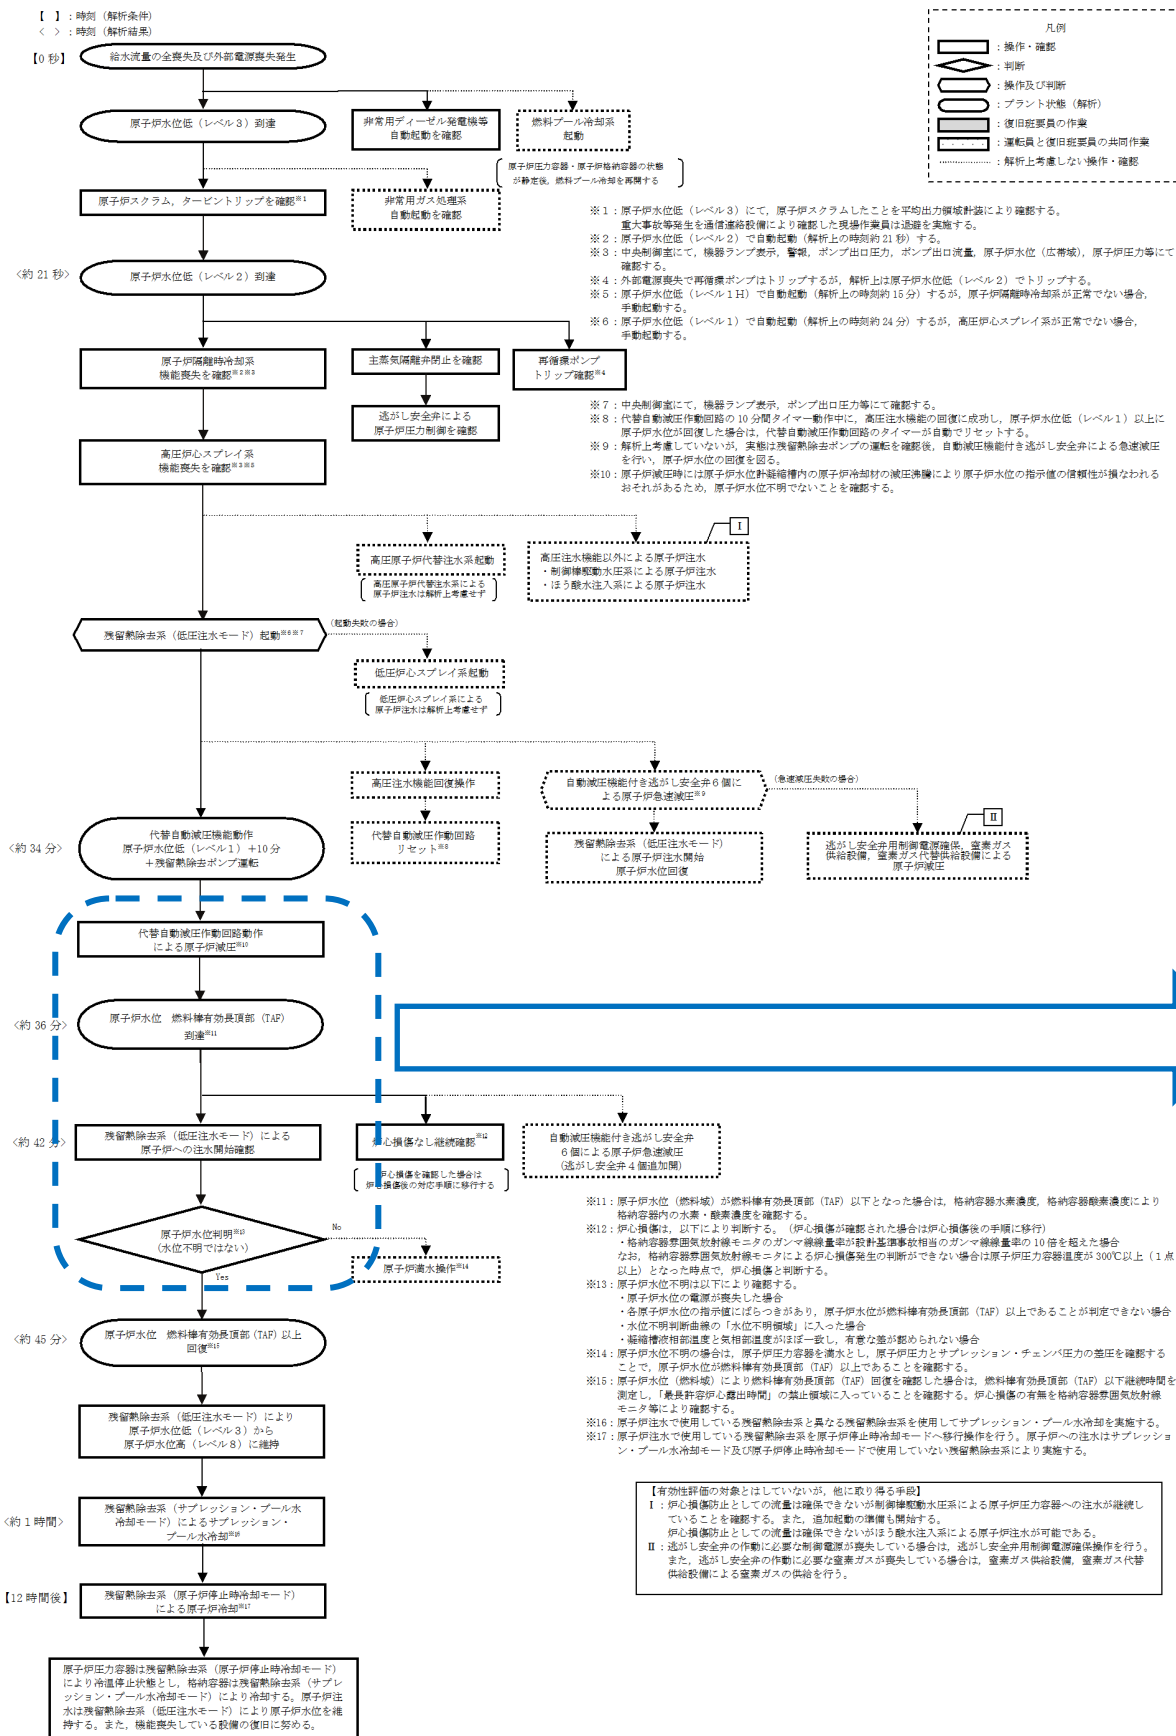 【 】：時刻（解析条件）
＜ ＞：時刻（解析結果）
【0 秒】
給水流量の全喪失及び外部電源喪失発生
原子炉水位低（レベル３）到達
非常用ディーゼル発電機等
自動起動を確認
燃料プール冷却系
起動
原子炉圧力容器・原子炉格納容器の状態
が静定後，燃料プール冷却を再開する
原子炉スクラム，タービントリップを確認※1
非常用ガス処理系
自動起動を確認
＜約 21 秒＞
原子炉水位低（レベル２）到達
原子炉隔離時冷却系
機能喪失を確認※2※3
主蒸気隔離弁閉止を確認
再循環ポンプ
トリップ確認※4
逃がし安全弁による
原子炉圧力制御を確認
高圧炉心スプレイ系
機能喪失を確認※3※5
凡例
：操作・確認
：判断
：操作及び判断
：プラント状態（解析）
：復旧班要員の作業
：運転員と復旧班要員の共同作業
：解析上考慮しない操作・確認
※１：原子炉水位低（レベル３）にて，原子炉スクラムしたことを平均出力領域計装により確認する。
重大事故等発生を通信連絡設備により確認した現場作業員は退避を実施する。
※２：原子炉水位低（レベル２）で自動起動（解析上の時刻約 21 秒）する。
※３：中央制御室にて，機器ランプ表示，警報，ポンプ出口圧力，ポンプ出口流量，原子炉水位（広帯域），原子炉圧力等にて
確認する。
※４：外部電源喪失で再循環ポンプはトリップするが，解析上は原子炉水位低（レベル２）でトリップする。
※５：原子炉水位低（レベル１Ｈ）で自動起動（解析上の時刻約 15 分）するが，原子炉隔離時冷却系が正常でない場合，
手動起動する。
※６：原子炉水位低（レベル１）で自動起動（解析上の時刻約 24 分）するが，高圧炉心スプレイ系が正常でない場合，
手動起動する。
※７：中央制御室にて，機器ランプ表示，ポンプ出口圧力等にて確認する。
※８：代替自動減圧作動回路の 10 分間タイマー動作中に，高圧注水機能の回復に成功し，原子炉水位低（レベル１）以上に
原子炉水位が回復した場合は，代替自動減圧作動回路のタイマーが自動でリセットする。
※９：解析上考慮していないが，実態は残留熱除去ポンプの運転を確認後，自動減圧機能付き逃がし安全弁による急速減圧
を行い，原子炉水位の回復を図る。
※10：原子炉減圧時には原子炉水位計凝縮槽内の原子炉冷却材の減圧沸騰により原子炉水位の指示値の信頼性が損なわれる
おそれがあるため，原子炉水位不明でないことを確認する。
Ⅰ
高圧原子炉代替注水系起動
高圧原子炉代替注水系による
原子炉注水は解析上考慮せず
高圧注水機能以外による原子炉注水
・制御棒駆動水圧系による原子炉注水
・ほう酸水注入系による原子炉注水
残留熱除去系（低圧注水モード）起動※6※7
（起動失敗の場合）
低圧炉心スプレイ系起動
低圧炉心スプレイ系による
原子炉注水は解析上考慮せず
高圧注水機能回復操作
自動減圧機能付き逃がし安全弁６個に
よる原子炉急速減圧※9
（急速減圧失敗の場合）
Ⅱ
＜約 34 分＞
代替自動減圧機能動作
原子炉水位低（レベル１）＋10 分
＋残留熱除去ポンプ運転
代替自動減圧作動回路
リセット※8
残留熱除去系（低圧注水モード）
による原子炉注水開始
原子炉水位回復
逃がし安全弁用制御電源確保，窒素ガス
供給設備，窒素ガス代替供給設備による
原子炉減圧
代替自動減圧作動回路動作
による原子炉減圧※10
＜約 36 分＞
原子炉水位　燃料棒有効長頂部（TAF）
到達※11
＜約 42 分＞
残留熱除去系（低圧注水モード）による
原子炉への注水開始確認
炉心損傷なし継続確認※12
自動減圧機能付き逃がし安全弁
６個による原子炉急速減圧
（逃がし安全弁４個追加開）
炉心損傷を確認した場合は
炉心損傷後の対応手順に移行する
原子炉水位判明※13
（水位不明ではない）
No
Yes
原子炉満水操作※14
※11：原子炉水位（燃料域）が燃料棒有効長頂部（TAF）以下となった場合は，格納容器水素濃度，格納容器酸素濃度により
格納容器内の水素・酸素濃度を確認する。
※12：炉心損傷は，以下により判断する。（炉心損傷が確認された場合は炉心損傷後の手順に移行）
・格納容器雰囲気放射線モニタのガンマ線線量率が設計基準事故相当のガンマ線線量率の 10 倍を超えた場合
なお，格納容器雰囲気放射線モニタによる炉心損傷発生の判断ができない場合は原子炉圧力容器温度が 300℃以上（１点
以上）となった時点で，炉心損傷と判断する。
※13：原子炉水位不明は以下により確認する。
・原子炉水位の電源が喪失した場合
・各原子炉水位の指示値にばらつきがあり，原子炉水位が燃料棒有効長頂部（TAF）以上であることが判定できない場合
・水位不明判断曲線の「水位不明領域」に入った場合
・凝縮槽液相部温度と気相部温度がほぼ一致し，有意な差が認められない場合
※14：原子炉水位不明の場合は，原子炉圧力容器を満水とし，原子炉圧力とサプレッション・チェンバ圧力の差圧を確認する
ことで，原子炉水位が燃料棒有効長頂部（TAF）以上であることを確認する。
※15：原子炉水位（燃料域）により燃料棒有効長頂部（TAF）回復を確認した場合は，燃料棒有効長頂部（TAF）以下継続時間を
測定し，「最長許容炉心露出時間」の禁止領域に入っていることを確認する。炉心損傷の有無を格納容器雰囲気放射線
モニタ等により確認する。
※16：原子炉注水で使用している残留熱除去系と異なる残留熱除去系を使用してサプレッション・プール水冷却を実施する。
※17：原子炉注水で使用している残留熱除去系を原子炉停止時冷却モードへ移行操作を行う。原子炉への注水はサプレッショ
ン・プール水冷却モード及び原子炉停止時冷却モードで使用していない残留熱除去系により実施する。
＜約 45 分＞
原子炉水位　燃料棒有効長頂部（TAF）以上
回復※15
残留熱除去系（低圧注水モード）により
原子炉水位低（レベル３）から
原子炉水位高（レベル８）に維持
＜約１時間＞
残留熱除去系（サプレッション・プール水
冷却モード）によるサプレッション・
プール水冷却※16
【12 時間後】
残留熱除去系（原子炉停止時冷却モード）
による原子炉冷却※17
原子炉圧力容器は残留熱除去系（原子炉停止時冷却モード）
により冷温停止状態とし，格納容器は残留熱除去系（サプレ
ッション・プール水冷却モード）により冷却する。原子炉注
水は残留熱除去系（低圧注水モード）により原子炉水位を維
持する。また，機能喪失している設備の復旧に努める。
【有効性評価の対象とはしていないが，他に取り得る手段】
Ⅰ：炉心損傷防止としての流量は確保できないが制御棒駆動水圧系による原子炉圧力容器への注水が継続し
ていることを確認する。また，追加起動の準備も開始する。
炉心損傷防止としての流量は確保できないがほう酸水注入系による原子炉注水が可能である。
Ⅱ：逃がし安全弁の作動に必要な制御電源が喪失している場合は，逃がし安全弁用制御電源確保操作を行う。
また，逃がし安全弁の作動に必要な窒素ガスが喪失している場合は，窒素ガス供給設備，窒素ガス代替
供給設備による窒素ガスの供給を行う。